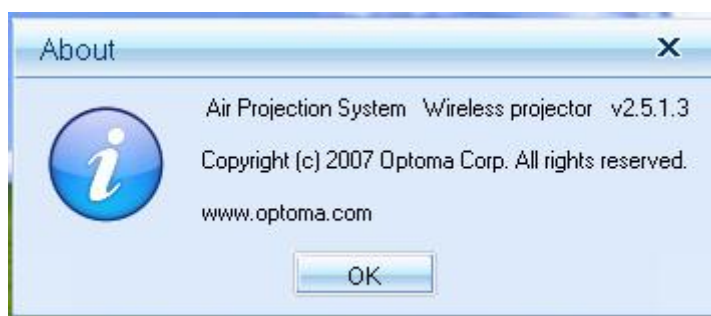 About
Air Projection System Wireless projector v2.5.1.3
Copyright (c) 2007 Optoma Corp. All rights reserved.
www.optoma.com
OK